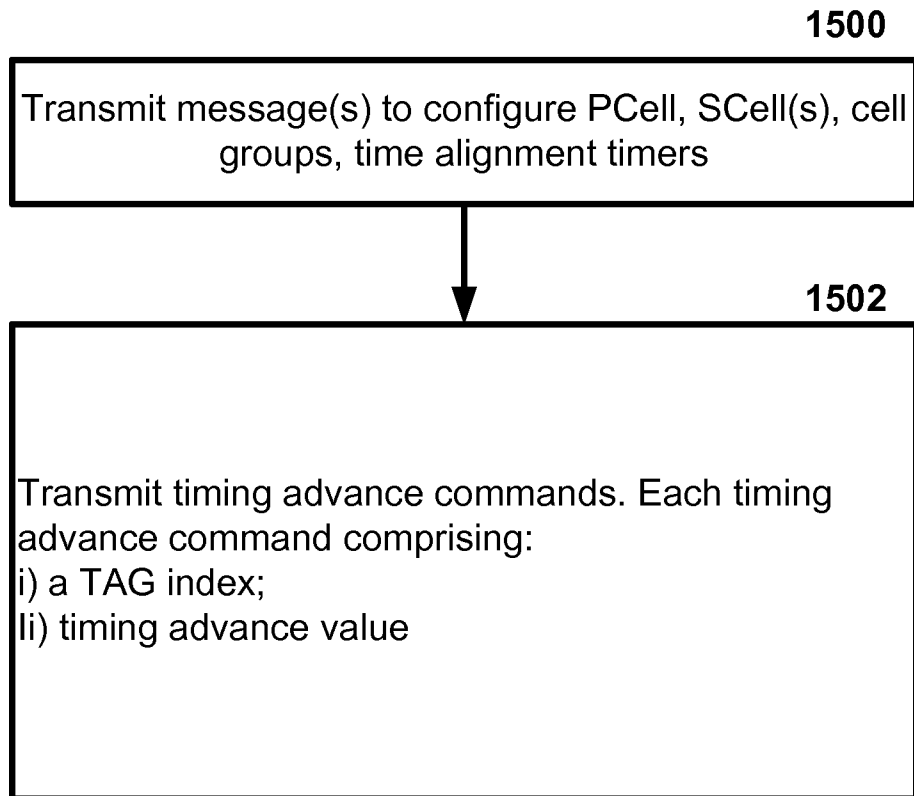 1500
Transmit message(s) to configure PCell, SCell(s), cell
groups, time alignment timers
1502
Transmit timing advance commands. Each timing
advance command comprising:
i) a TAG index;
Ii) timing advance value